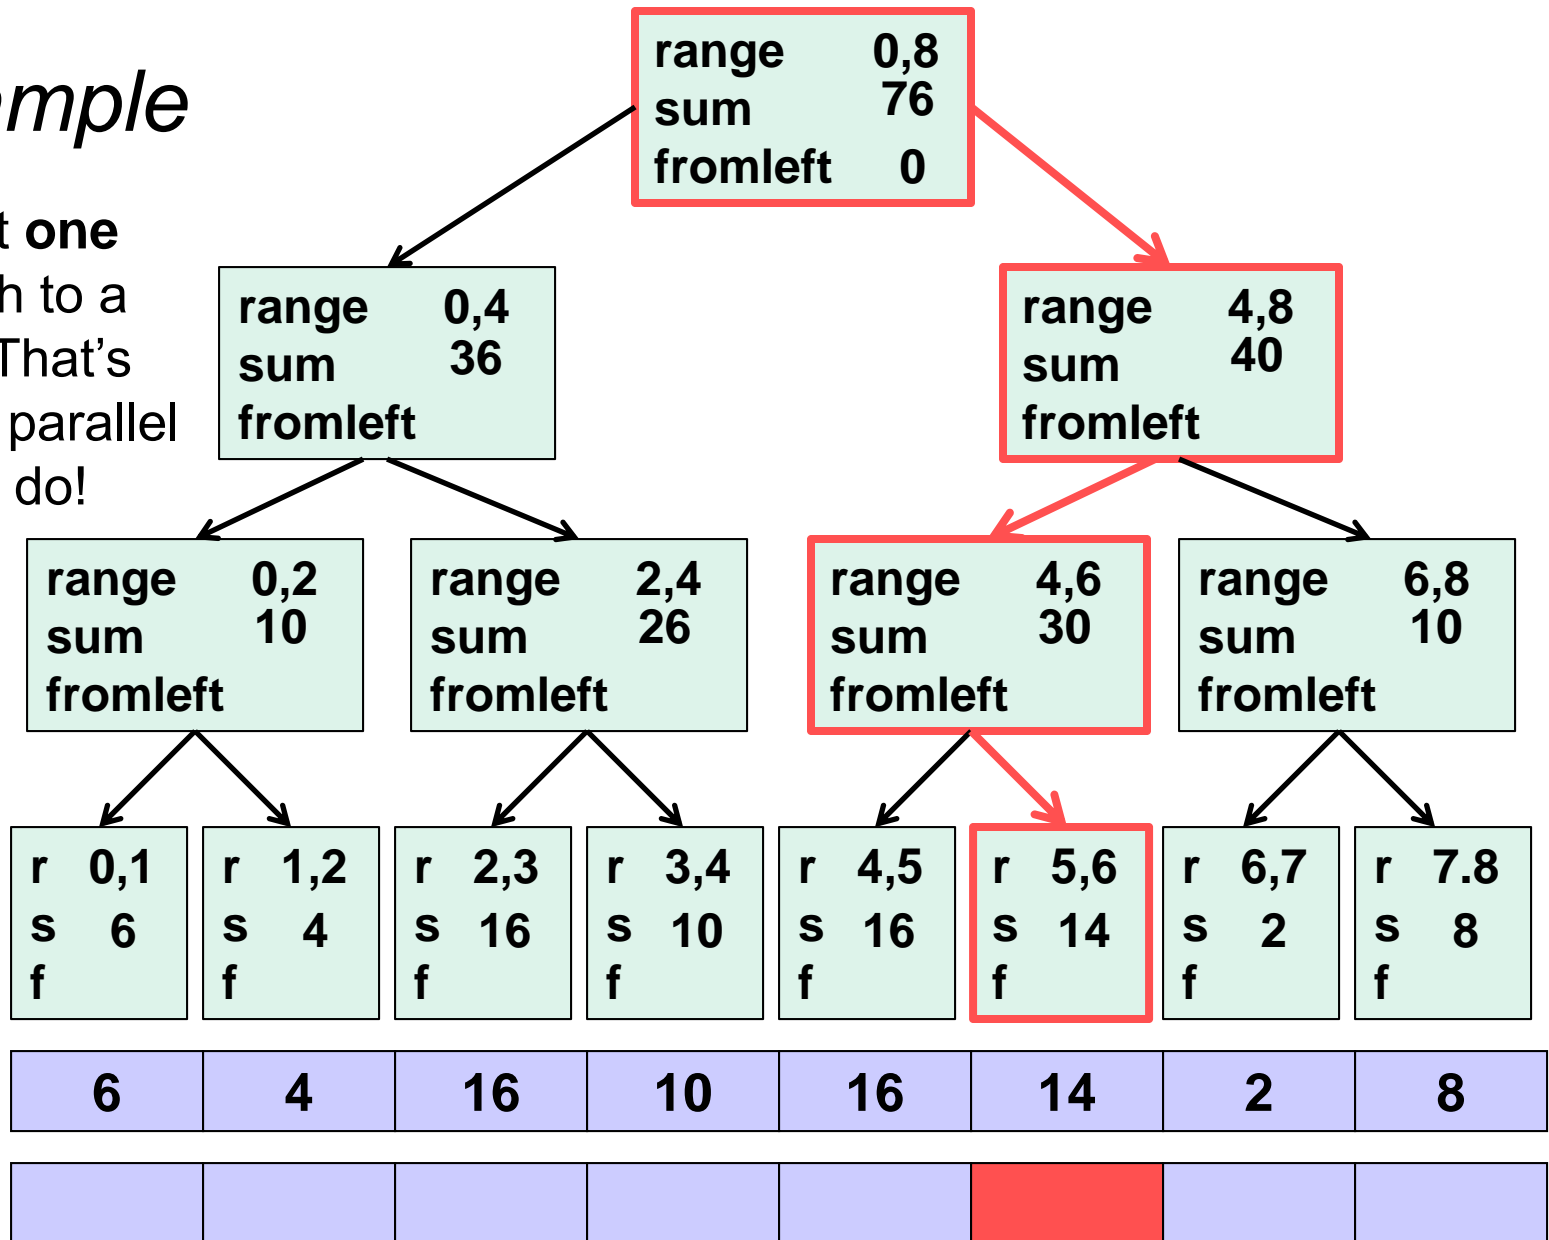 ample
t one
h to a
That's
parallel
do!
range 0,8
sum 76
fromleft 0
range 0,4
sum 36
fromleft
range 4,8
sum 40
fromleft
range 0,2
sum 10
fromleft
range 2,4
sum 26
fromleft
range 4,6
sum 30
fromleft
range 6,8
sum 10
fromleft
r 0,1
s 6
f
r 1,2
s 4
f
r 2,3
s 16
f
r 3,4
s 10
f
r 4,5
s 16
f
r 5,6
s 14
f
r 6,7
s 2
f
r 7.8
s 8
f
6 4 16 10 16 14 2 8